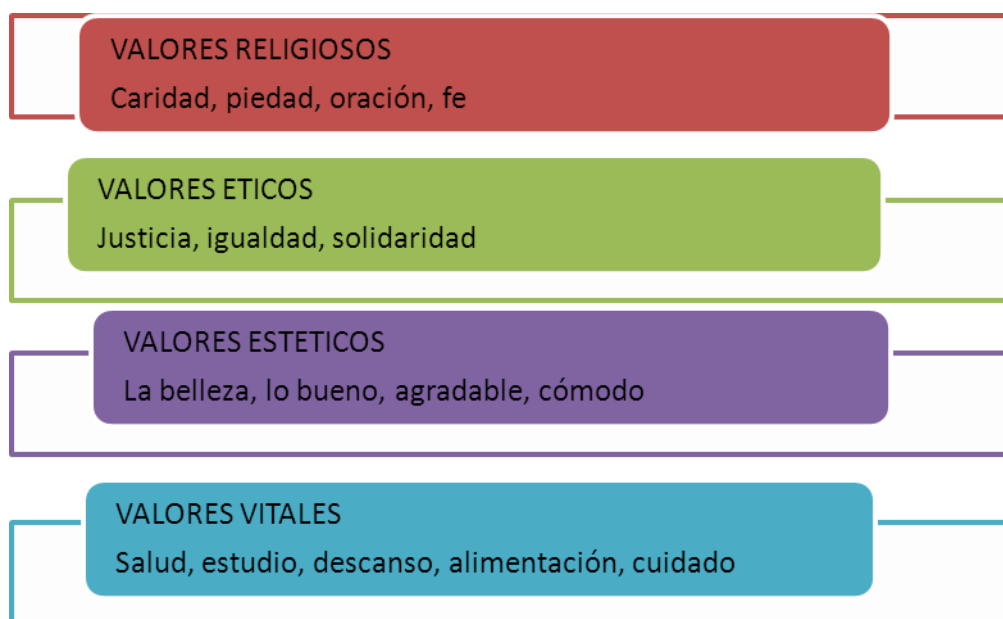 VALORES RELIGIOSOS
Caridad, piedad, oración, fe
VALORES ETICOS
Justicia, igualdad, solidaridad
VALORES ESTETICOS
La belleza, lo bueno, agradable, cómodo
VALORES VITALES
Salud, estudio, descanso, alimentación, cuidado